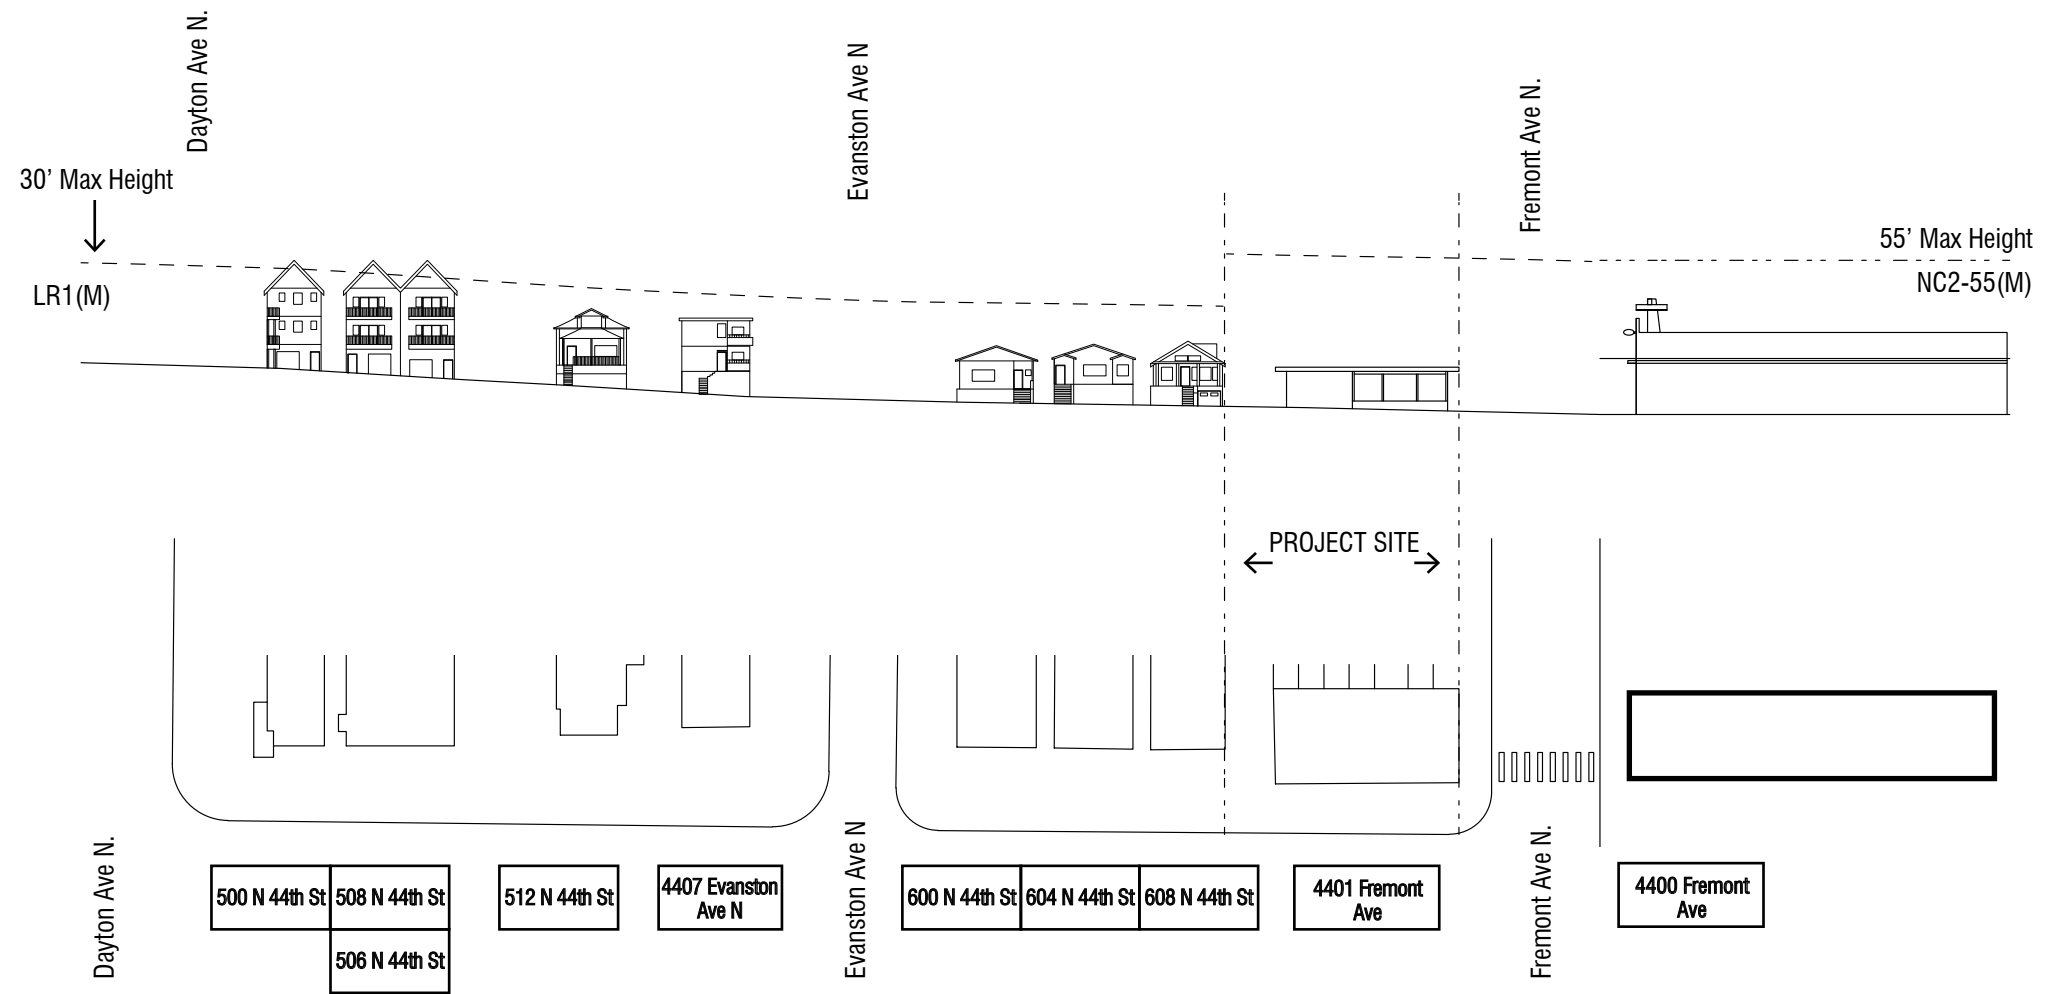 Dayton Ave N.
Evanston Ave N
Fremont Ave N.
30’ Max Height
LR1(M)
55’ Max Height
NC2-55(M)
PROJECT SITE
Dayton Ave N.
500 N 44th St
508 N 44th St
506 N 44th St
512 N 44th St
4407 Evanston
Ave N
Evanston Ave N
600 N 44th St
604 N 44th St
608 N 44th St
4401 Fremont
Ave
Fremont Ave N.
4400 Fremont
Ave